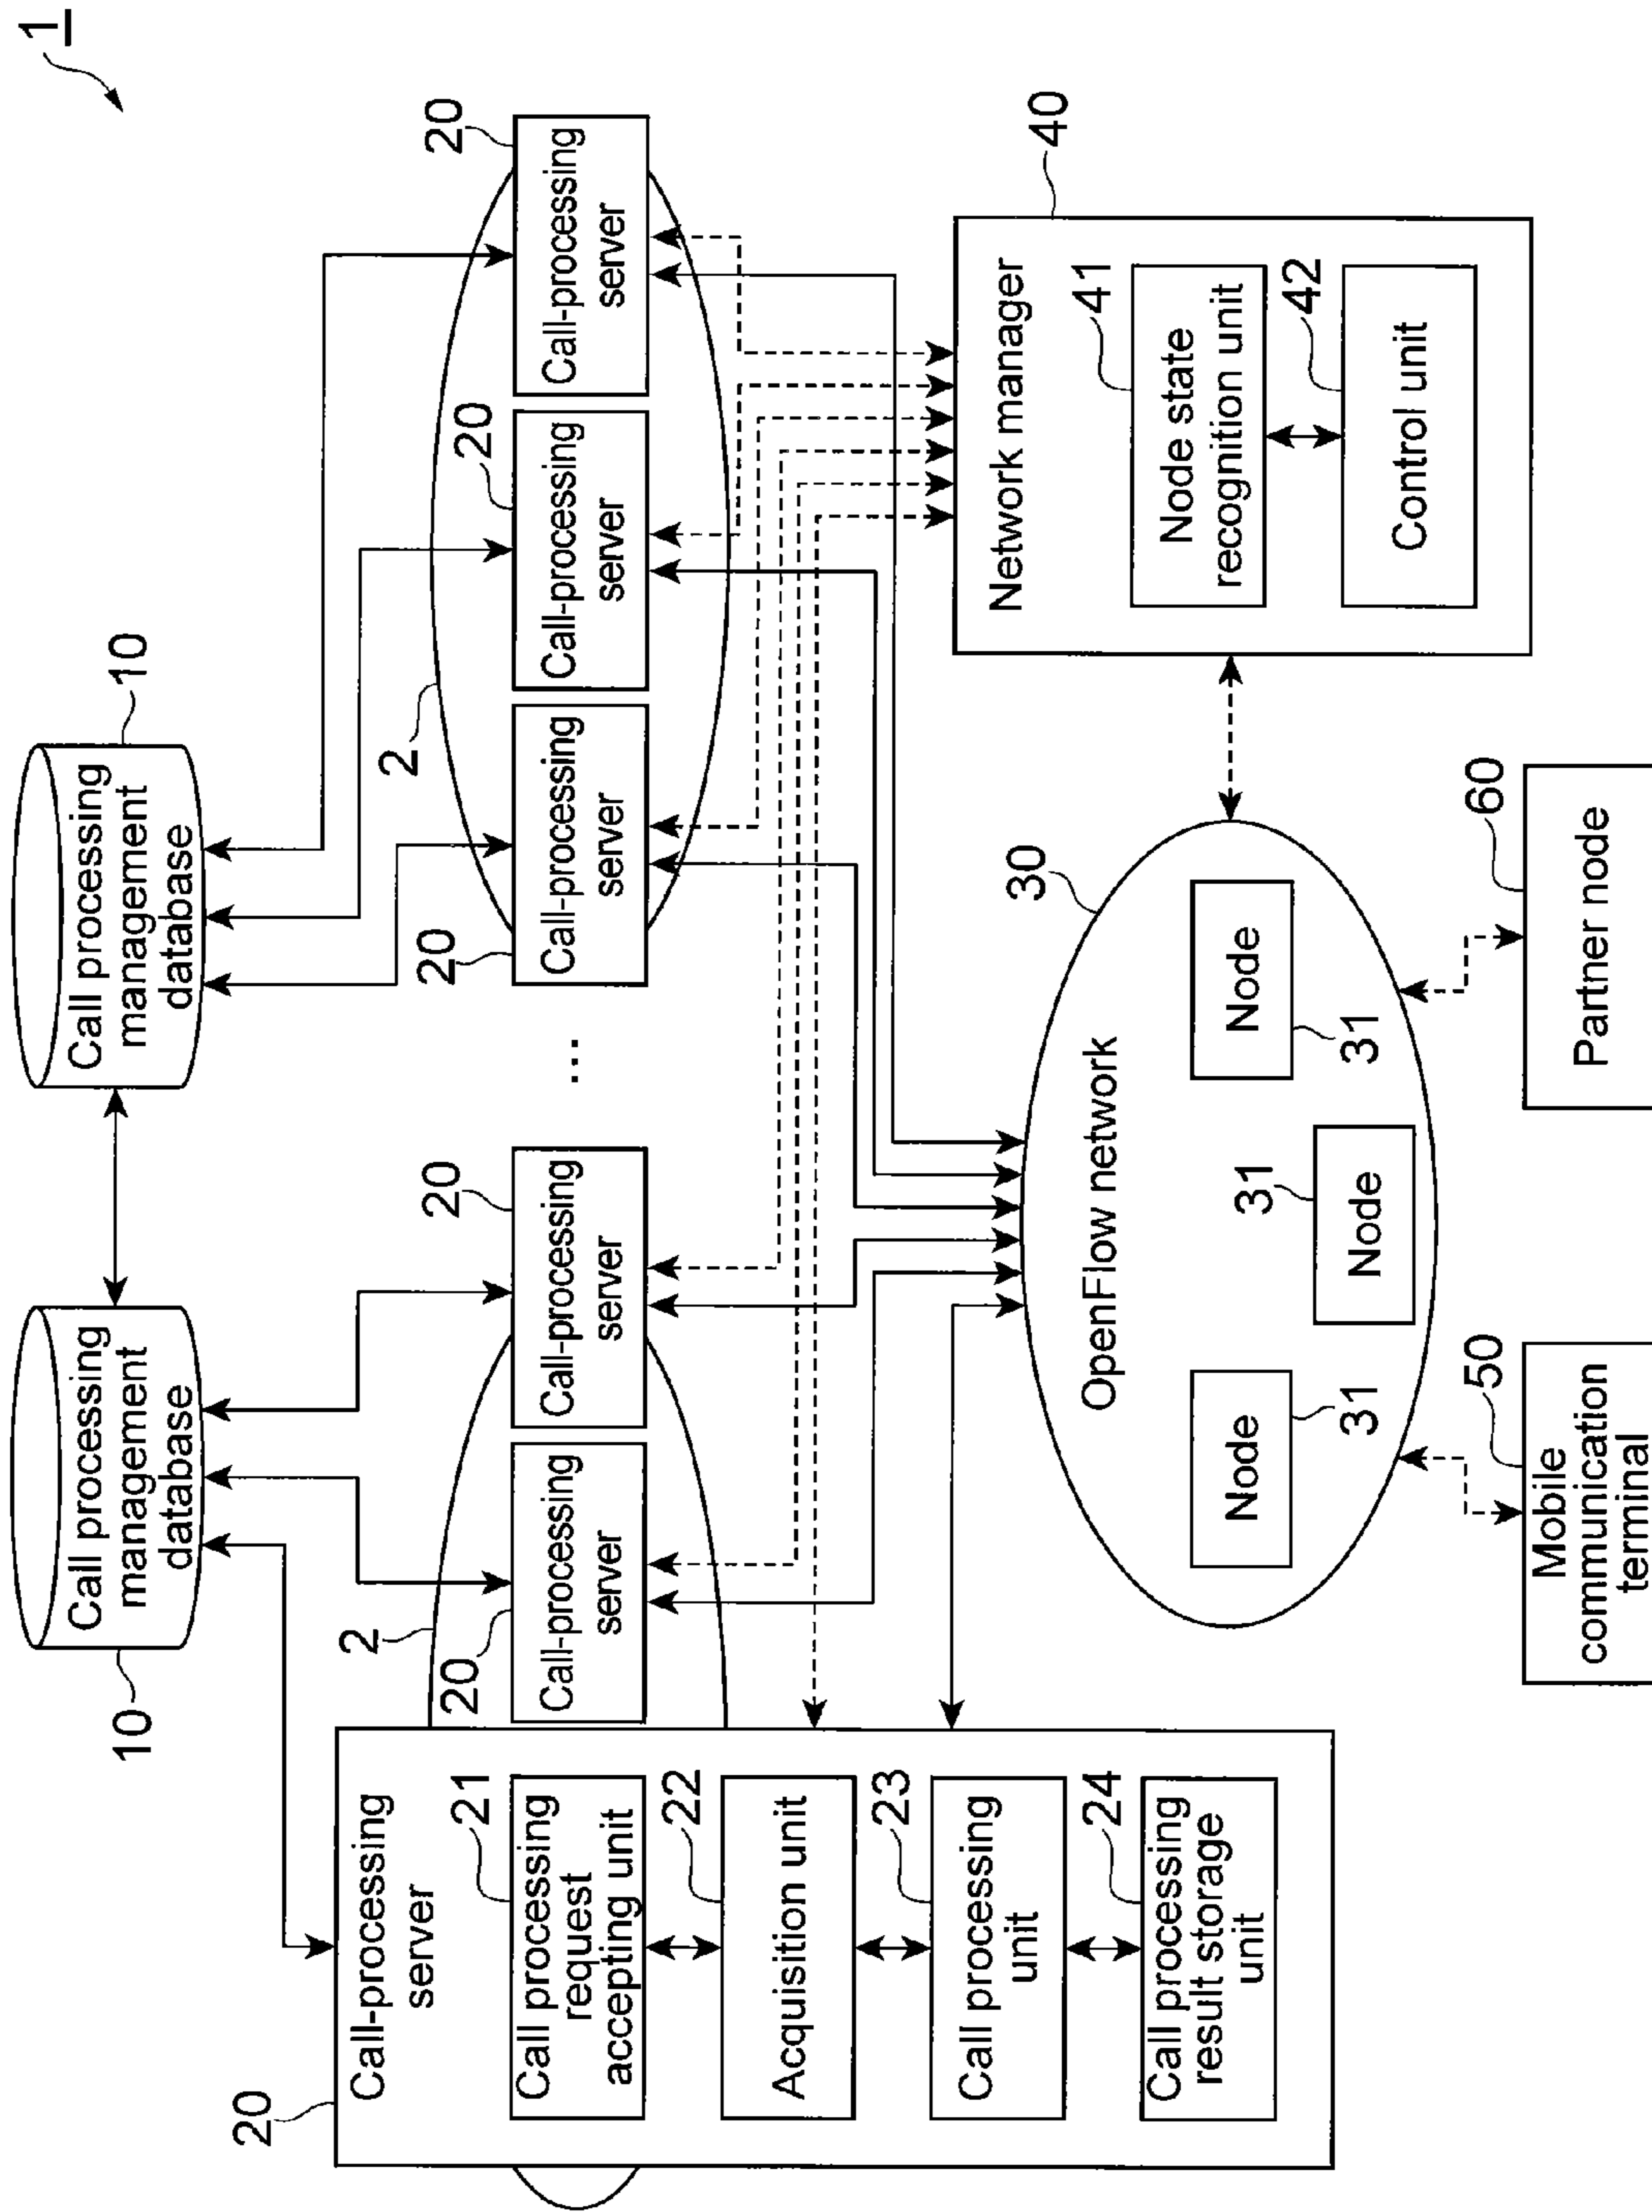 1
10
Call processing
management
database
Call processing
management
database
10
2
2
20
Call-processing
server
21
Call processing
request
accepting unit
22
Acquisition unit
23
Call processing
unit
24
Call processing
result storage
unit
20
Call-processing
server
20
Call-processing
server
...
20
Call-processing
server
20
Call-processing
server
20
Call-processing
server
30
OpenFlow network
Node
31
Node
31
Node
31
40
Network manager
41
Node state
recognition unit
42
Control unit
50
Mobile
communication
terminal
60
Partner node